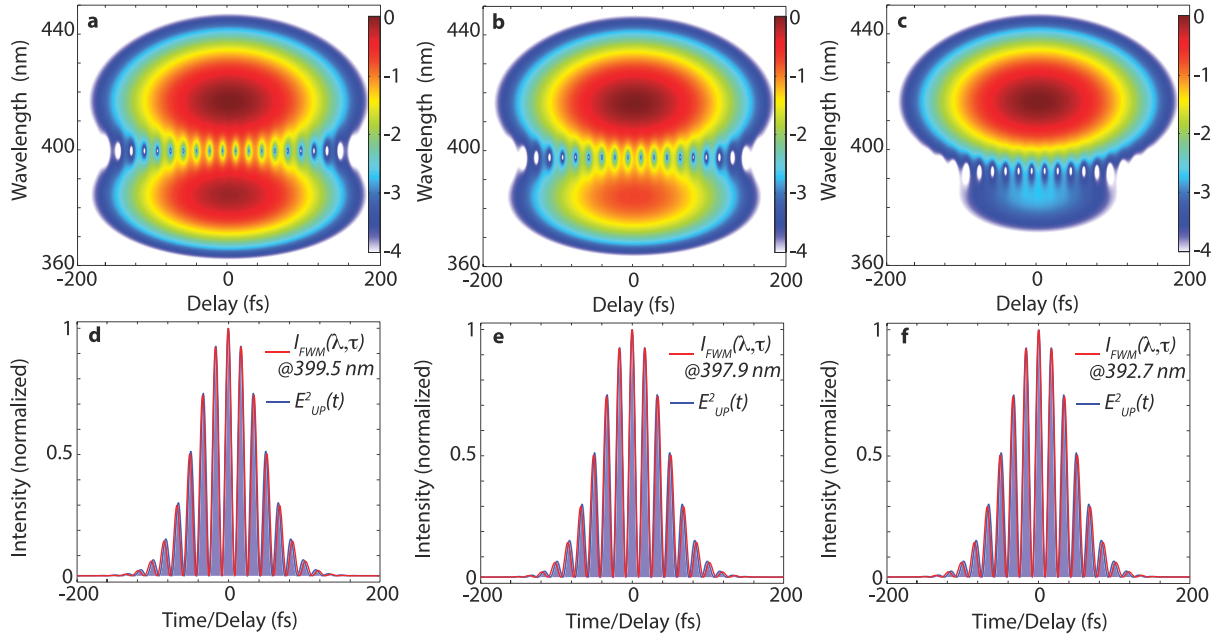 a
b
c
Wavelength (nm)
440
400
360
0
-1
-2
-3
-4
-200
0
200
Delay (fs)
Wavelength (nm)
440
400
360
0
-1
-2
-3
-4
-200
0
200
Delay (fs)
Wavelength (nm)
440
400
360
0
-1
-2
-3
-4
-200
0
200
Delay (fs)
d
Intensity (normalized)
1
0.5
0
I_FWM(λ,τ)
@399.5 nm
E²_UP(t)
-200
0
200
Time/Delay (fs)
e
Intensity (normalized)
1
0.5
0
I_FWM(λ,τ)
@397.9 nm
E²_UP(t)
-200
0
200
Time/Delay (fs)
f
Intensity (normalized)
1
0.5
0
I_FWM(λ,τ)
@392.7 nm
E²_UP(t)
-200
0
200
Time/Delay (fs)